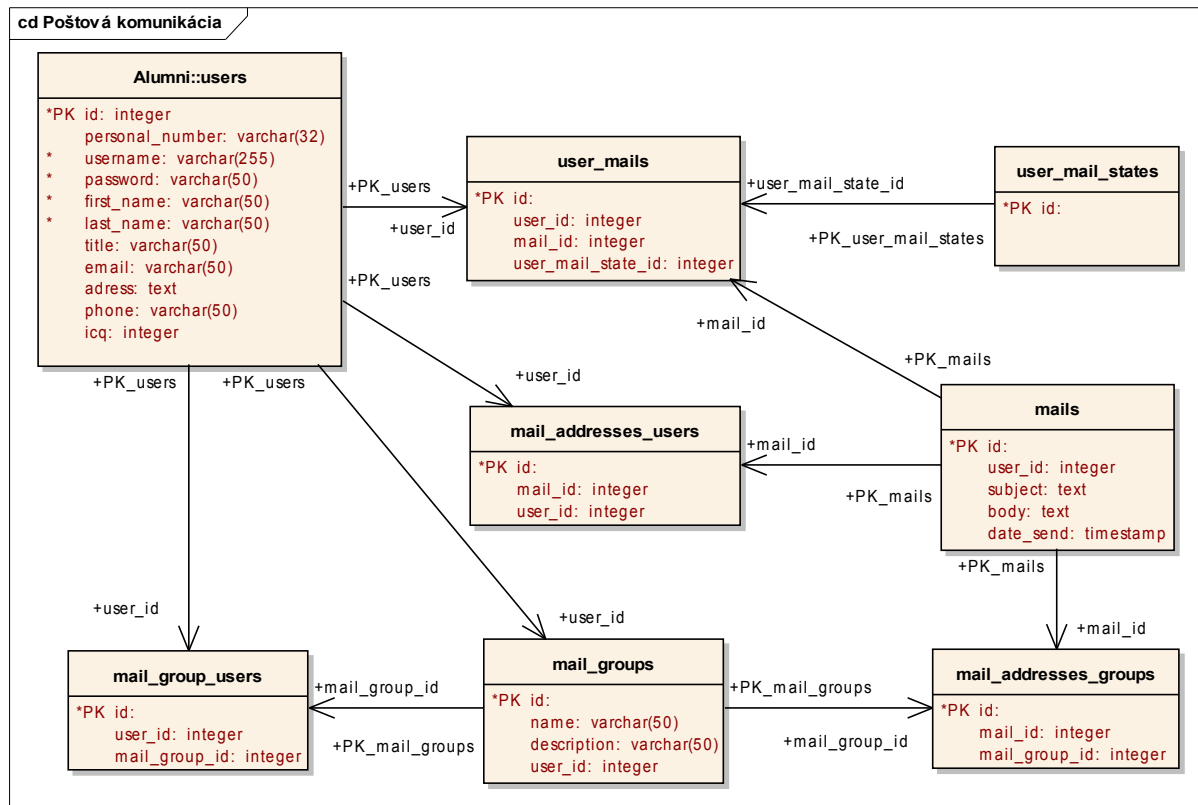 cd Poštová komunikácia
Alumni::users
*PK id: integer
personal_number: varchar(32)
* username: varchar(255)
* password: varchar(50)
* first_name: varchar(50)
* last_name: varchar(50)
title: varchar(50)
email: varchar(50)
adress: text
phone: varchar(50)
icq: integer
+PK_users
+user_id
user_mails
*PK id:
user_id: integer
mail_id: integer
user_mail_state_id: integer
+user_mail_state_id
+PK_user_mail_states
user_mail_states
*PK id:
+PK_users
+user_id
+mail_id
+PK_mails
mail_addresses_users
*PK id:
mail_id: integer
user_id: integer
+mail_id
+PK_mails
mails
*PK id:
user_id: integer
subject: text
body: text
date_send: timestamp
+PK_users
+PK_users
+user_id
+user_id
+PK_mails
+mail_id
mail_group_users
*PK id:
user_id: integer
mail_group_id: integer
+mail_group_id
+PK_mail_groups
mail_groups
*PK id:
name: varchar(50)
description: varchar(50)
user_id: integer
+PK_mail_groups
+mail_group_id
mail_addresses_groups
*PK id:
mail_id: integer
mail_group_id: integer